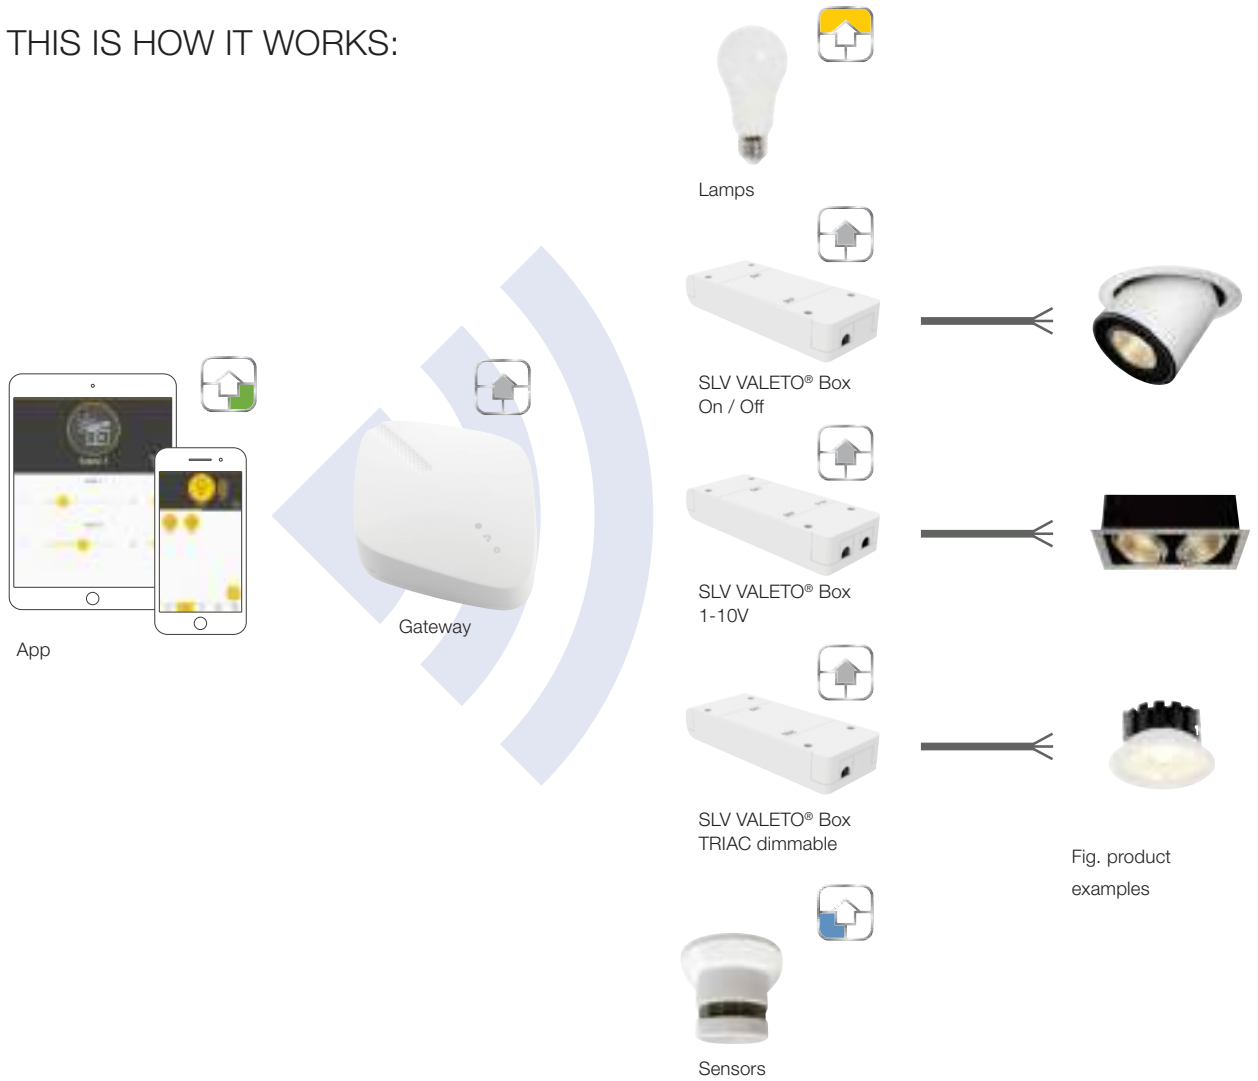 THIS IS HOW IT WORKS:
Lamps
SLV VALETO® Box
On / Off
SLV VALETO® Box
1-10V
App
Gateway
SLV VALETO® Box
TRIAC dimmable
Fig. product
examples
Sensors